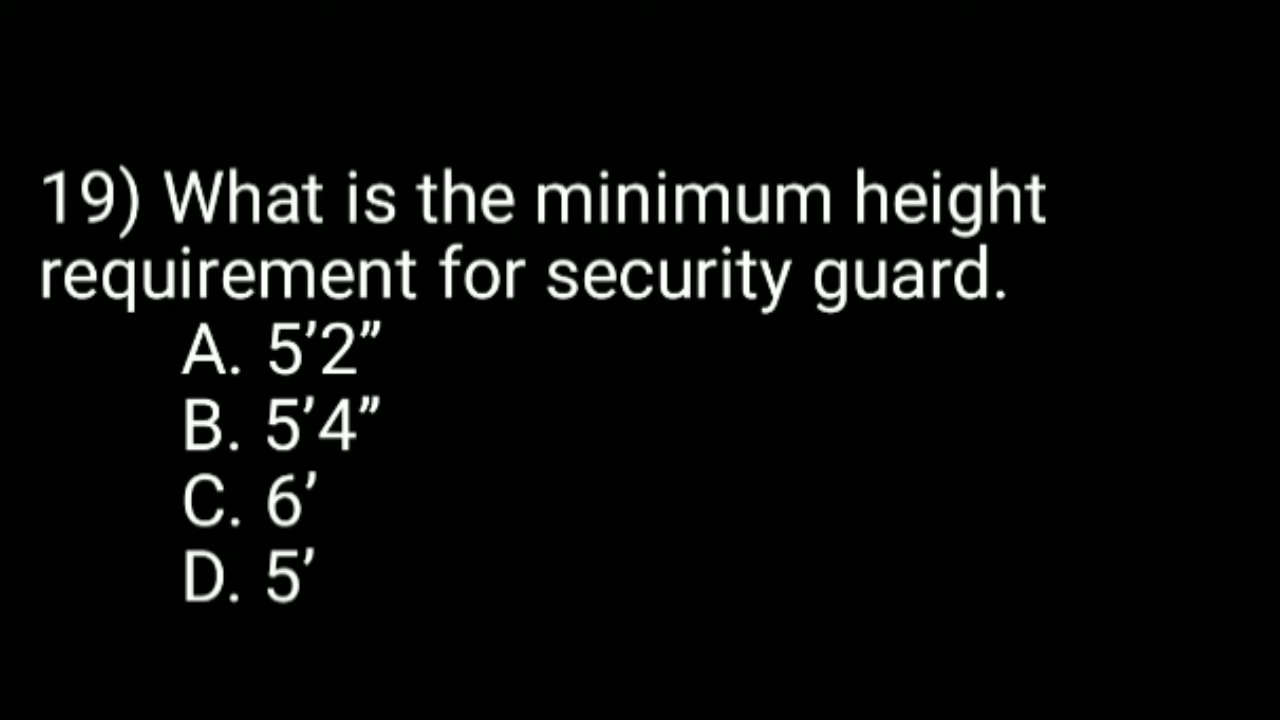 19) What is the minimum height
requirement for security guard.
A. 5’2”
B. 5’4”
C. 6’
D. 5’